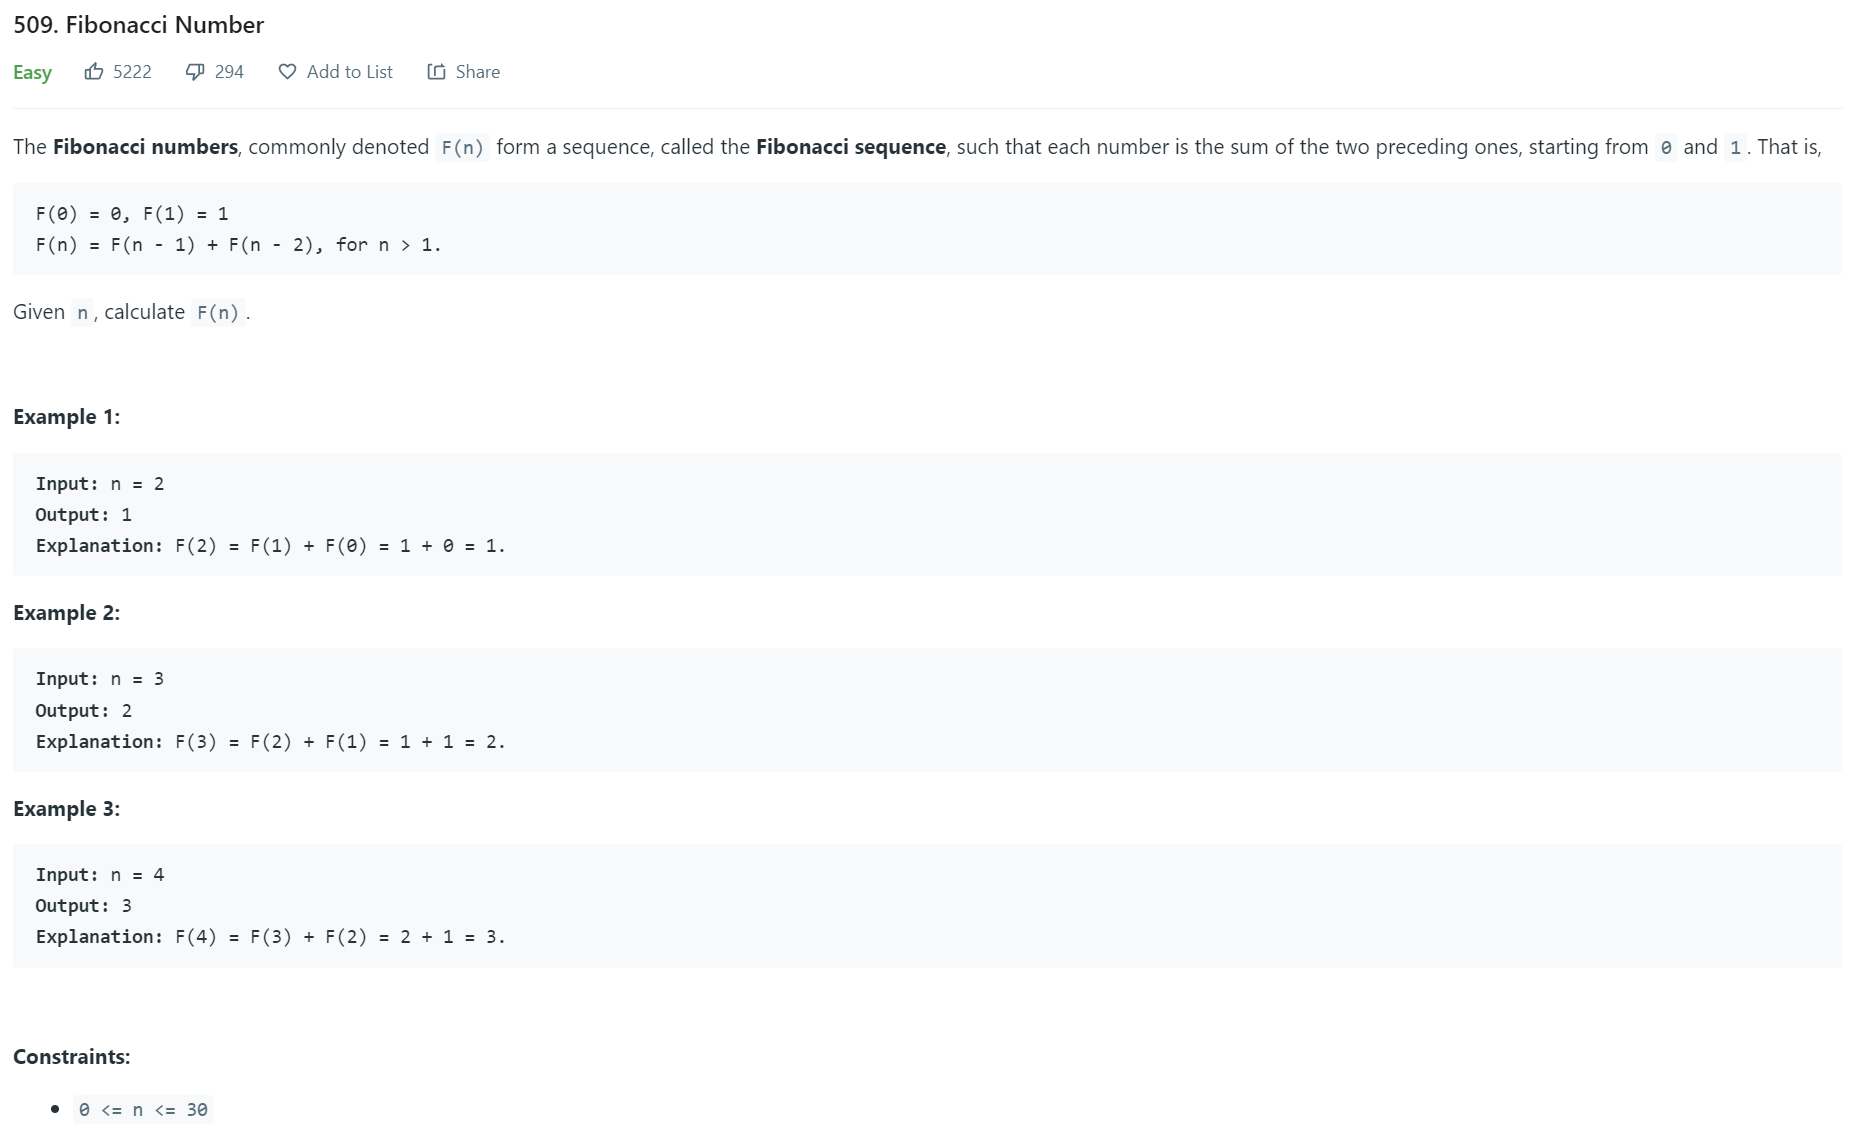 509. Fibonacci Number
Easy 5222 294 Add to List Share
The Fibonacci numbers, commonly denoted F(n) form a sequence, called the Fibonacci sequence, such that each number is the sum of the two preceding ones, starting from 0 and 1. That is,
F(0) = 0, F(1) = 1
F(n) = F(n - 1) + F(n - 2), for n > 1.
Given n, calculate F(n).
Example 1:
Input: n = 2
Output: 1
Explanation: F(2) = F(1) + F(0) = 1 + 0 = 1.
Example 2:
Input: n = 3
Output: 2
Explanation: F(3) = F(2) + F(1) = 1 + 1 = 2.
Example 3:
Input: n = 4
Output: 3
Explanation: F(4) = F(3) + F(2) = 2 + 1 = 3.
Constraints:
• 0 <= n <= 30